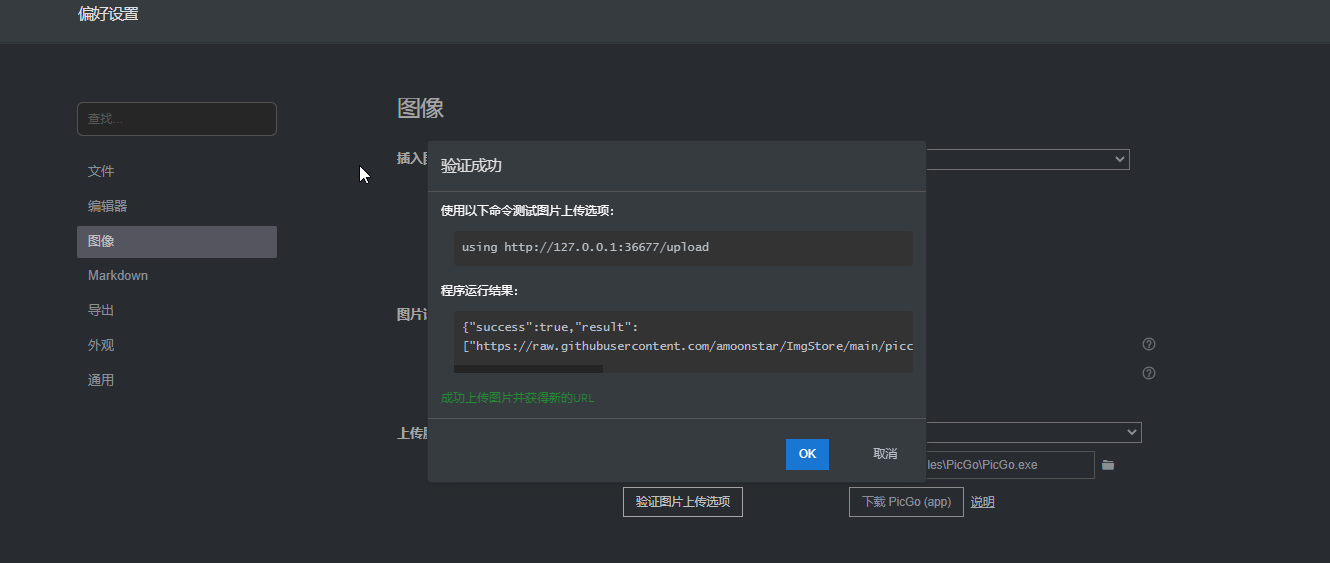 偏好设置
查找...
文件
编辑器
图像
Markdown
导出
外观
通用
图像
插入
验证成功
使用以下命令测试图片上传选项:
using http://127.0.0.1:36677/upload
程序运行结果:
{"success":true,"result":
["https://raw.githubusercontent.com/amoonstar/ImgStore/main/picc
成功上传图片并获得新的URL
OK
取消
图片
上传
les\PicGo\PicGo.exe
验证图片上传选项
下载 PicGo (app)
说明